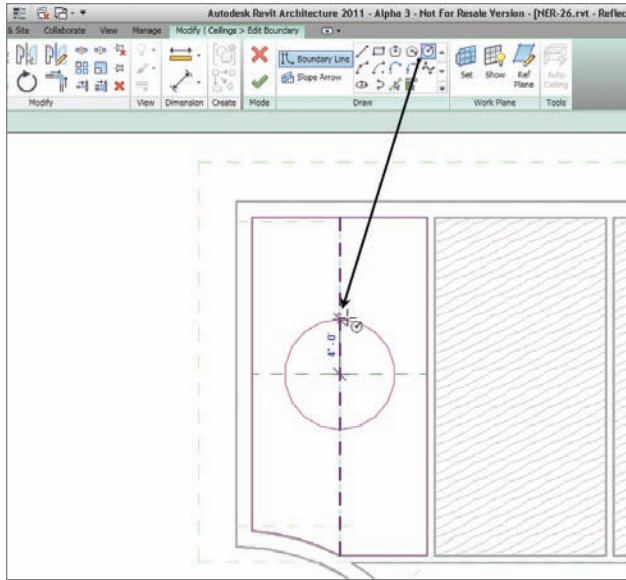 Autodesk Revit Architecture 2011 - Alpha 3 - Not For Resale Version - [NER-26.rvt - Reflec
& Site Collaborate View Manage Modify | Ceilings > Edit Boundary
Boundary Line
Slope Arrow
Set Show Ref Plane Auto Ceiling
Modify View Dimension Create Mode Draw Work Plane Tools
4' - 0"